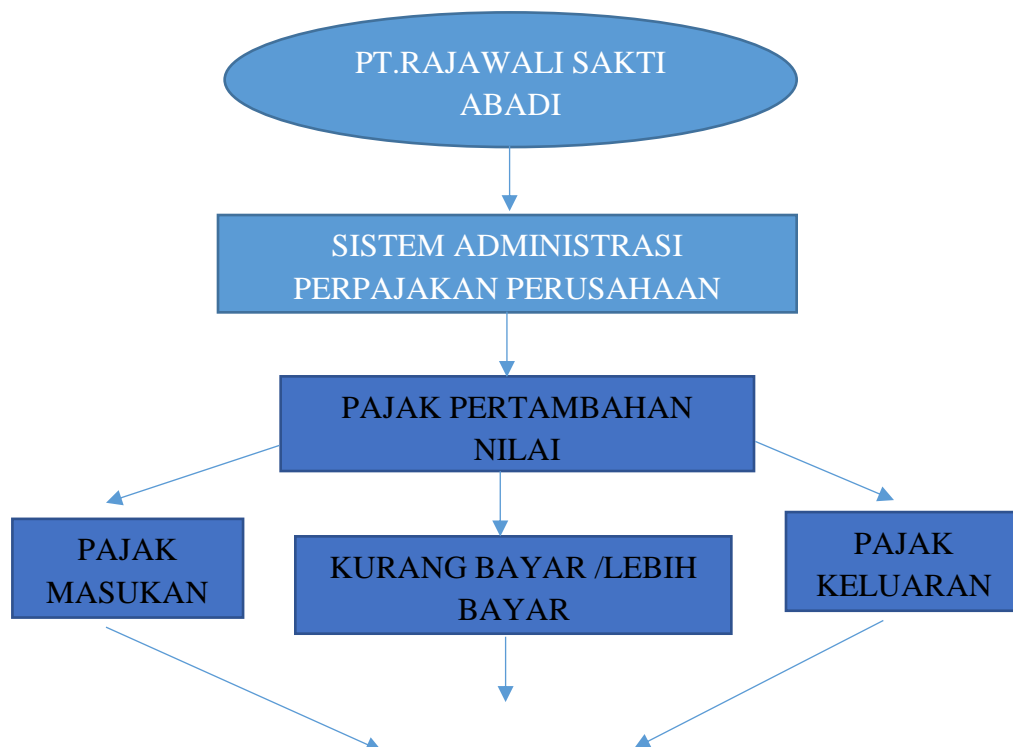 PT.RAJAWALI SAKTI
ABADI
SISTEM ADMINISTRASI
PERPAJAKAN PERUSAHAAN
PAJAK PERTAMBAHAN
NILAI
PAJAK
MASUKAN
KURANG BAYAR /LEBIH
BAYAR
PAJAK
KELUARAN